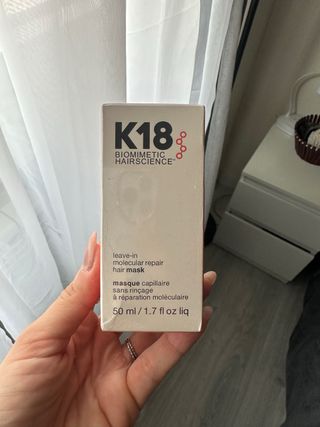 K18
BIOMIMETIC
HAIRSCIENCE™
leave-in
molecular repair
hair mask
masque capillaire
sans rinçage
à réparation moléculaire
50 ml / 1.7 fl oz liq